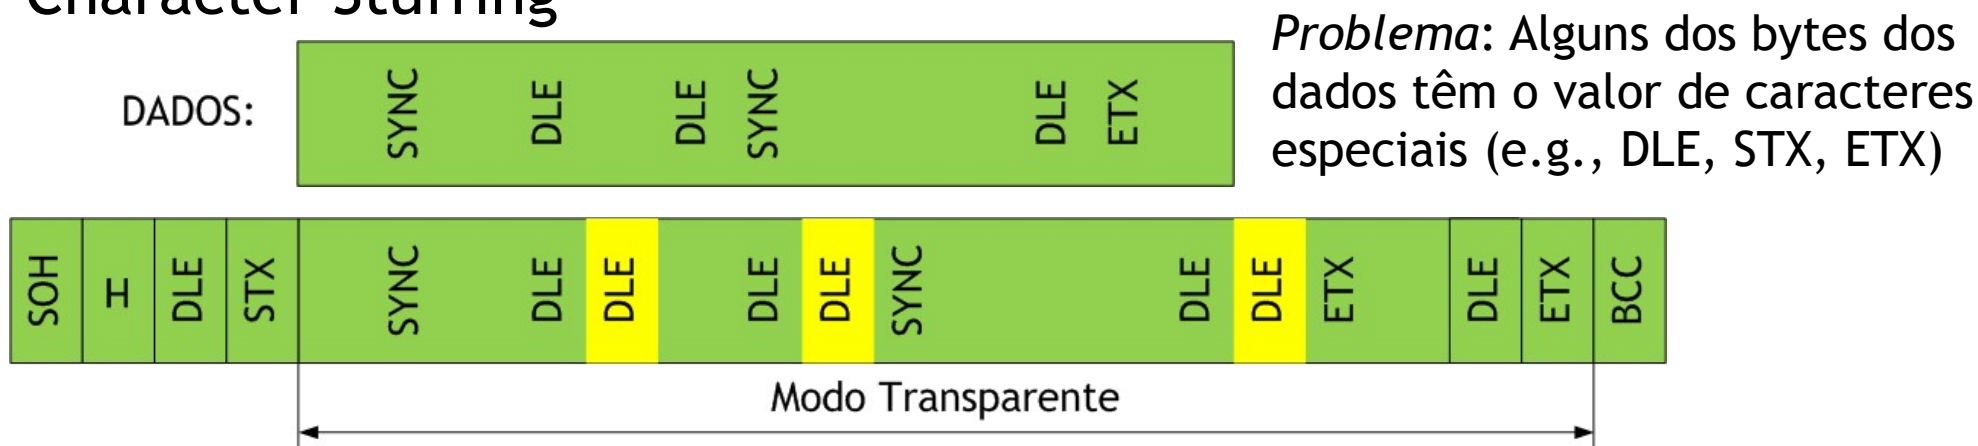 Character Stuffing
Problema: Alguns dos bytes dos
dados têm o valor de caracteres
especiais (e.g., DLE, STX, ETX)
DADOS:
SYNC DLE DLE SYNC DLE ETX
SOH H DLE STX SYNC DLE DLE DLE DLE SYNC DLE DLE ETX DLE ETX BCC
Modo Transparente